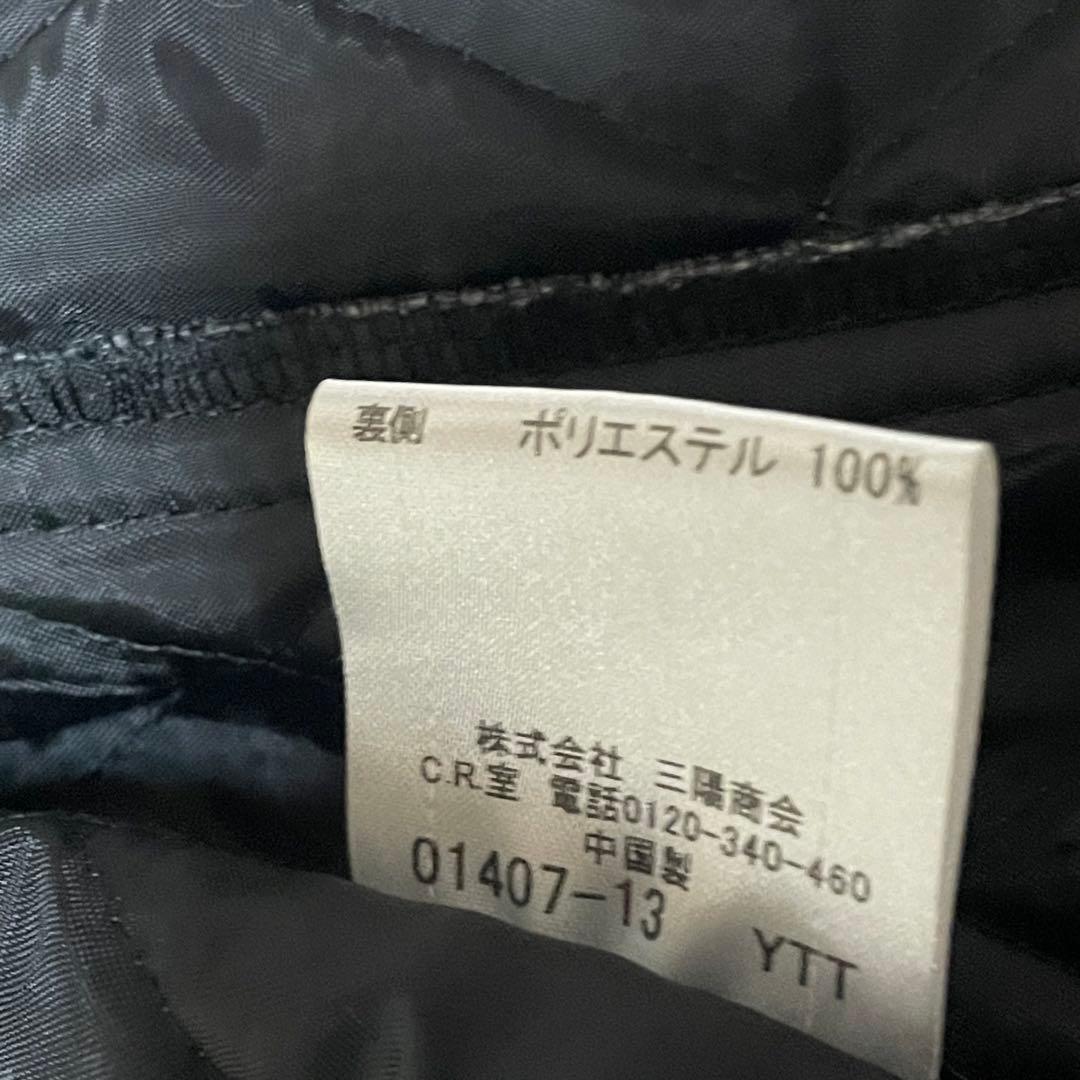 裏側 ポリエステル 100%
株式会社 三陽商会
C.R.室 電話0120-340-460
中国製
01407-13 YTT